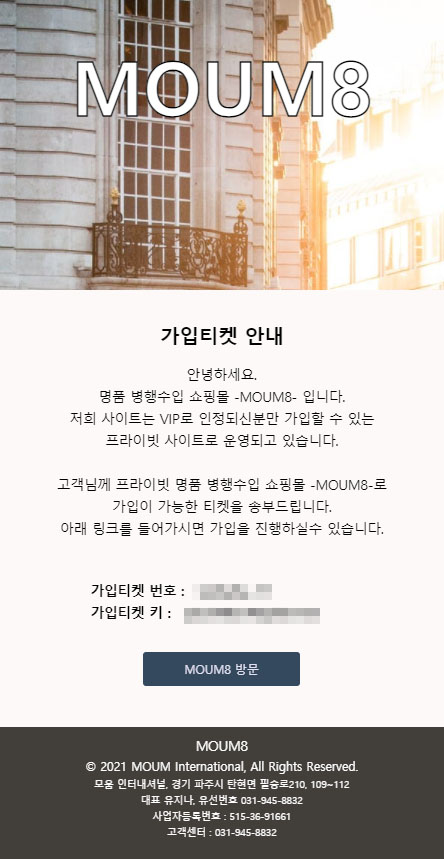 MOUM8
가입티켓 안내
안녕하세요.
명품 병행수입 쇼핑몰 -MOUM8- 입니다.
저희 사이트는 VIP로 인정되신분만 가입할 수 있는
프라이빗 사이트로 운영되고 있습니다.
고객님께 프라이빗 명품 병행수입 쇼핑몰 -MOUM8-로
가입이 가능한 티켓을 송부드립니다.
아래 링크를 들어가시면 가입을 진행하실수 있습니다.
가입티켓 번호 :
가입티켓 키 :
MOUM8 방문
MOUM8
© 2021 MOUM International, All Rights Reserved.
모움 인터내셔널, 경기 파주시 탄현면 필승로210, 109~112
대표 유지나, 유선번호 031-945-8832
사업자등록번호 : 515-36-91661
고객센터 : 031-945-8832